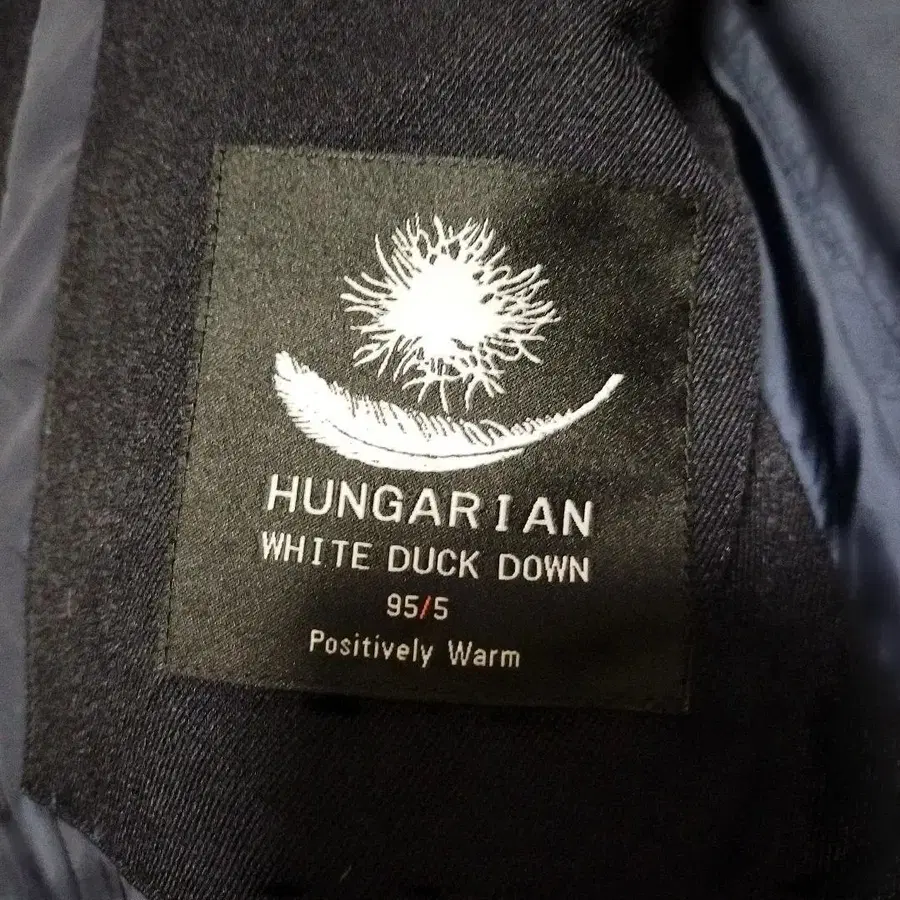 HUNGARIAN
WHITE DUCK DOWN
95/5
Positively Warm